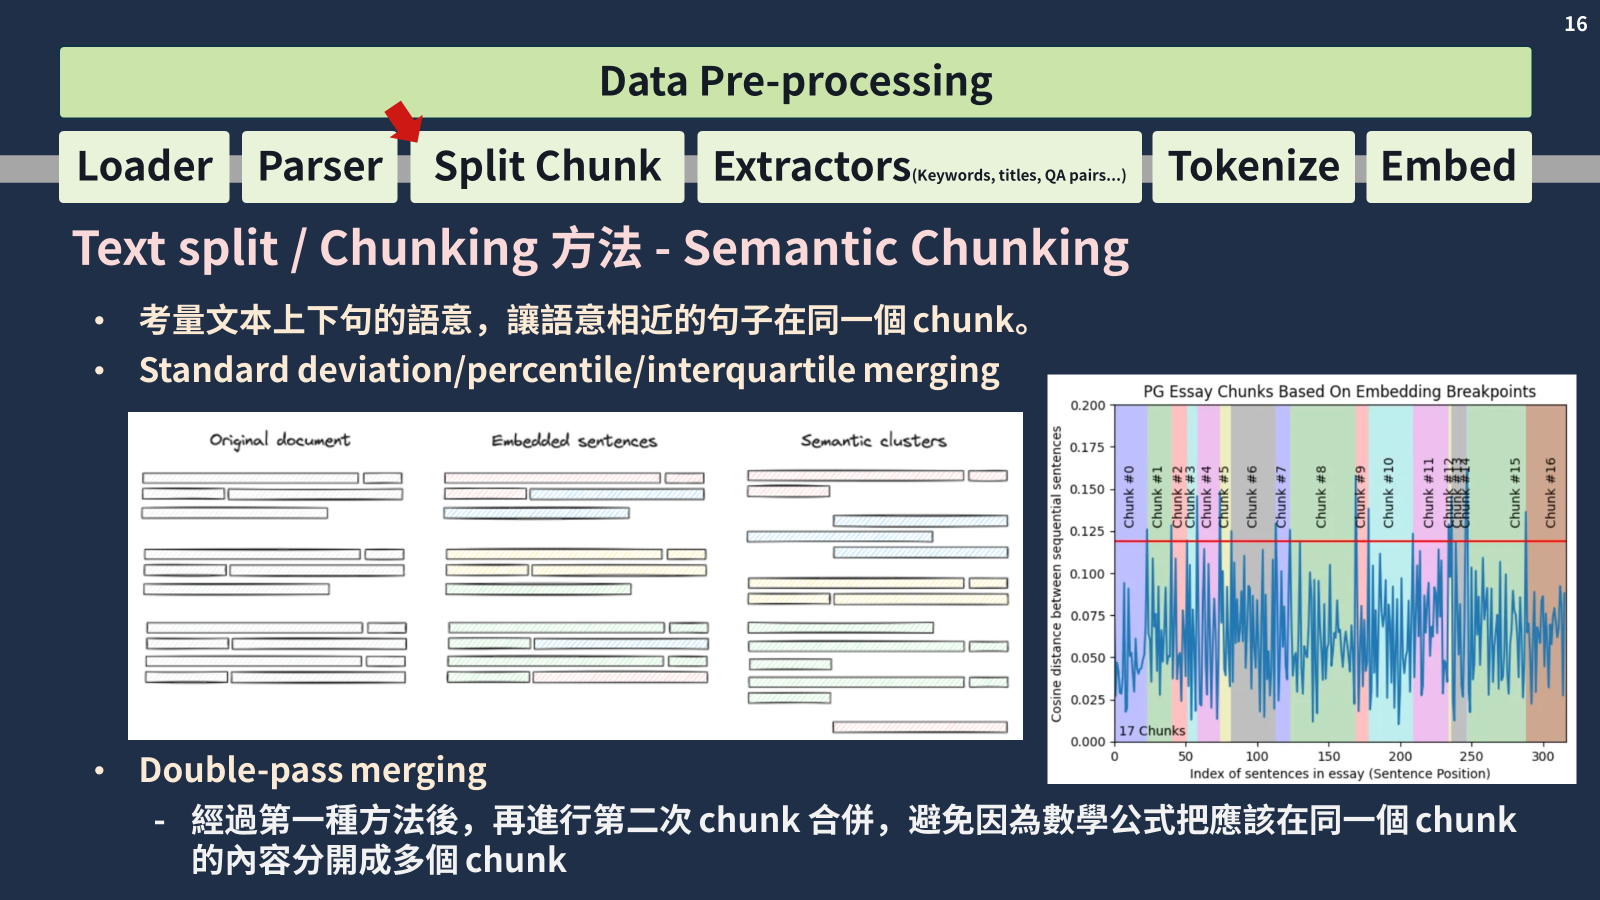 16
Data Pre-processing
Loader
Parser
Split Chunk
Extractors(Keywords, titles, QA pairs...)
Tokenize
Embed
Text split / Chunking 方法 - Semantic Chunking
• 考量文本上下句的語意，讓語意相近的句子在同一個 chunk。
• Standard deviation/percentile/interquartile merging
Original document
Embedded sentences
Semantic clusters
PG Essay Chunks Based On Embedding Breakpoints
Cosine distance between sequential sentences
0.200
0.175
0.150
0.125
0.100
0.075
0.050
0.025
0.000
Chunk #0
Chunk #1
Chunk #2
Chunk #3
Chunk #4
Chunk #5
Chunk #6
Chunk #7
Chunk #8
Chunk #9
Chunk #10
Chunk #11
Chunk #12
Chunk #13
Chunk #14
Chunk #15
Chunk #16
17 Chunks
0
50
100
150
200
250
300
Index of sentences in essay (Sentence Position)
• Double-pass merging
- 經過第一種方法後，再進行第二次 chunk 合併，避免因為數學公式把應該在同一個 chunk
的內容分開成多個 chunk